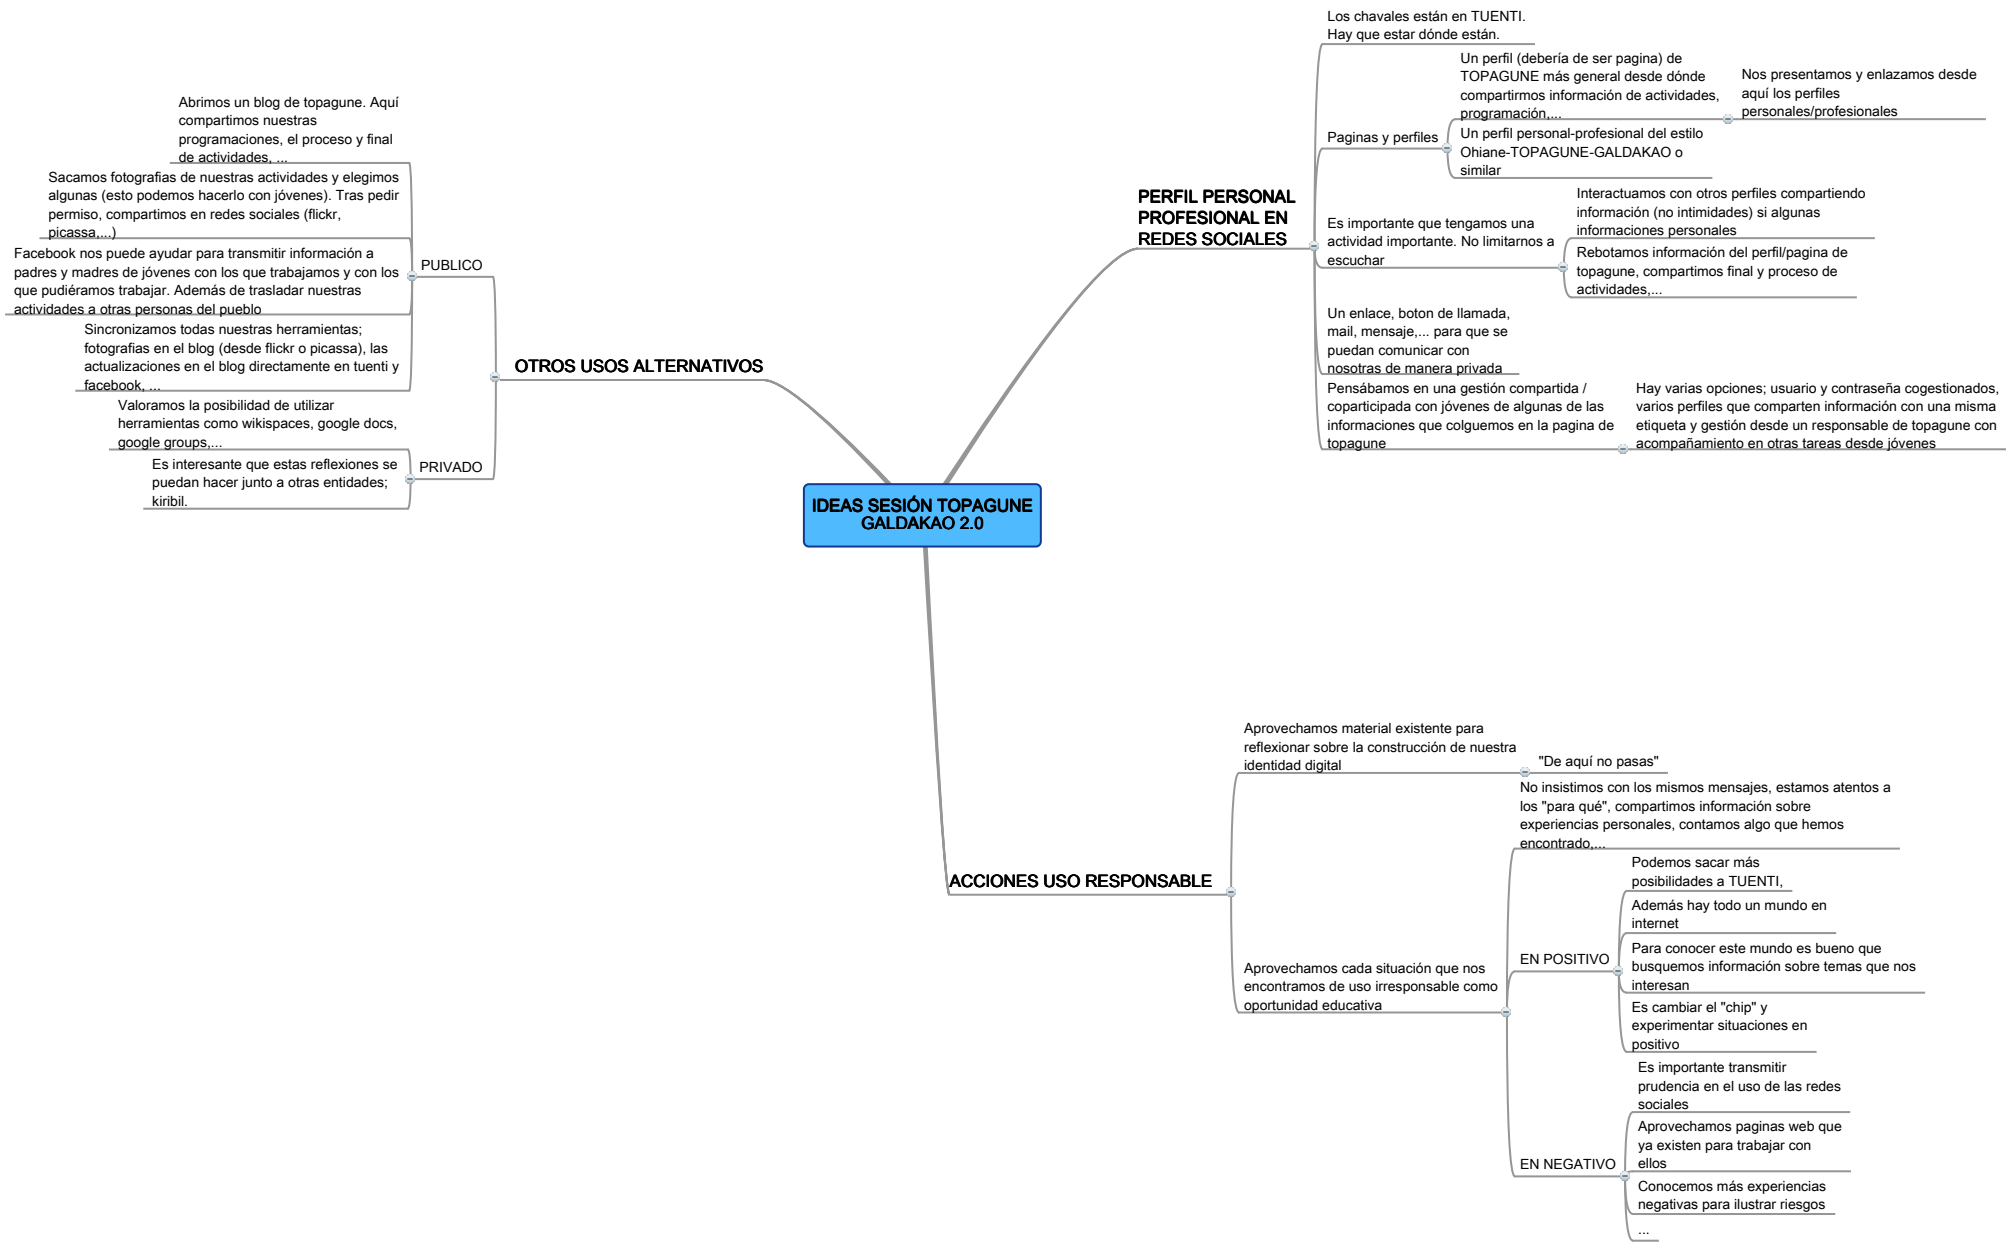 IDEAS SESIÓN TOPAGUNE
GALDAKAO 2.0
PERFIL PERSONAL
PROFESIONAL EN
REDES SOCIALES
Los chavales están en TUENTI.
Hay que estar dónde están.
Paginas y perfiles
Un perfil (debería de ser pagina) de
TOPAGUNE más general desde dónde
compartirmos información de actividades,
programación,...
Nos presentamos y enlazamos desde
aquí los perfiles
personales/profesionales
Un perfil personal-profesional del estilo
Ohiane-TOPAGUNE-GALDAKAO o
similar
Es importante que tengamos una
actividad importante. No limitarnos a
escuchar
Interactuamos con otros perfiles compartiendo
información (no intimidades) si algunas
informaciones personales
Rebotamos información del perfil/pagina de
topagune, compartimos final y proceso de
actividades,...
Un enlace, boton de llamada,
mail, mensaje,... para que se
puedan comunicar con
nosotras de manera privada
Pensábamos en una gestión compartida /
coparticipada con jóvenes de algunas de las
informaciones que colguemos en la pagina de
topagune
Hay varias opciones; usuario y contraseña cogestionados,
varios perfiles que comparten información con una misma
etiqueta y gestión desde un responsable de topagune con
acompañamiento en otras tareas desde jóvenes
ACCIONES USO RESPONSABLE
Aprovechamos material existente para
reflexionar sobre la construcción de nuestra
identidad digital
"De aquí no pasas"
Aprovechamos cada situación que nos
encontramos de uso irresponsable como
oportunidad educativa
No insistimos con los mismos mensajes, estamos atentos a
los "para qué", compartimos información sobre
experiencias personales, contamos algo que hemos
encontrado,...
EN POSITIVO
Podemos sacar más
posibilidades a TUENTI,
Además hay todo un mundo en
internet
Para conocer este mundo es bueno que
busquemos información sobre temas que nos
interesan
Es cambiar el "chip" y
experimentar situaciones en
positivo
EN NEGATIVO
Es importante transmitir
prudencia en el uso de las redes
sociales
Aprovechamos paginas web que
ya existen para trabajar con
ellos
Conocemos más experiencias
negativas para ilustrar riesgos
...
OTROS USOS ALTERNATIVOS
PUBLICO
Abrimos un blog de topagune. Aquí
compartimos nuestras
programaciones, el proceso y final
de actividades, ...
Sacamos fotografias de nuestras actividades y elegimos
algunas (esto podemos hacerlo con jóvenes). Tras pedir
permiso, compartimos en redes sociales (flickr,
picassa,...)
Facebook nos puede ayudar para transmitir información a
padres y madres de jóvenes con los que trabajamos y con los
que pudiéramos trabajar. Además de trasladar nuestras
actividades a otras personas del pueblo
Sincronizamos todas nuestras herramientas;
fotografias en el blog (desde flickr o picassa), las
actualizaciones en el blog directamente en tuenti y
facebook, ...
PRIVADO
Valoramos la posibilidad de utilizar
herramientas como wikispaces, google docs,
google groups,...
Es interesante que estas reflexiones se
puedan hacer junto a otras entidades;
kiribil.